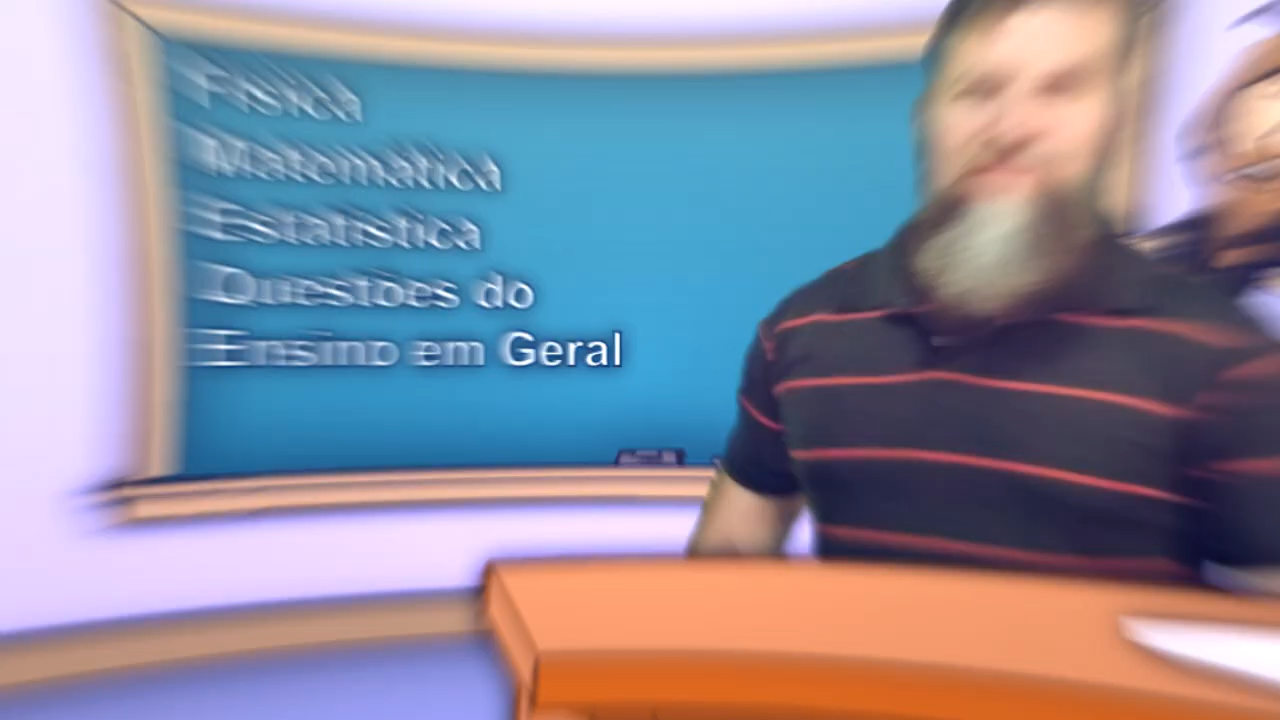 Física
Matemática
Estatística
Questões do
Ensino em Geral